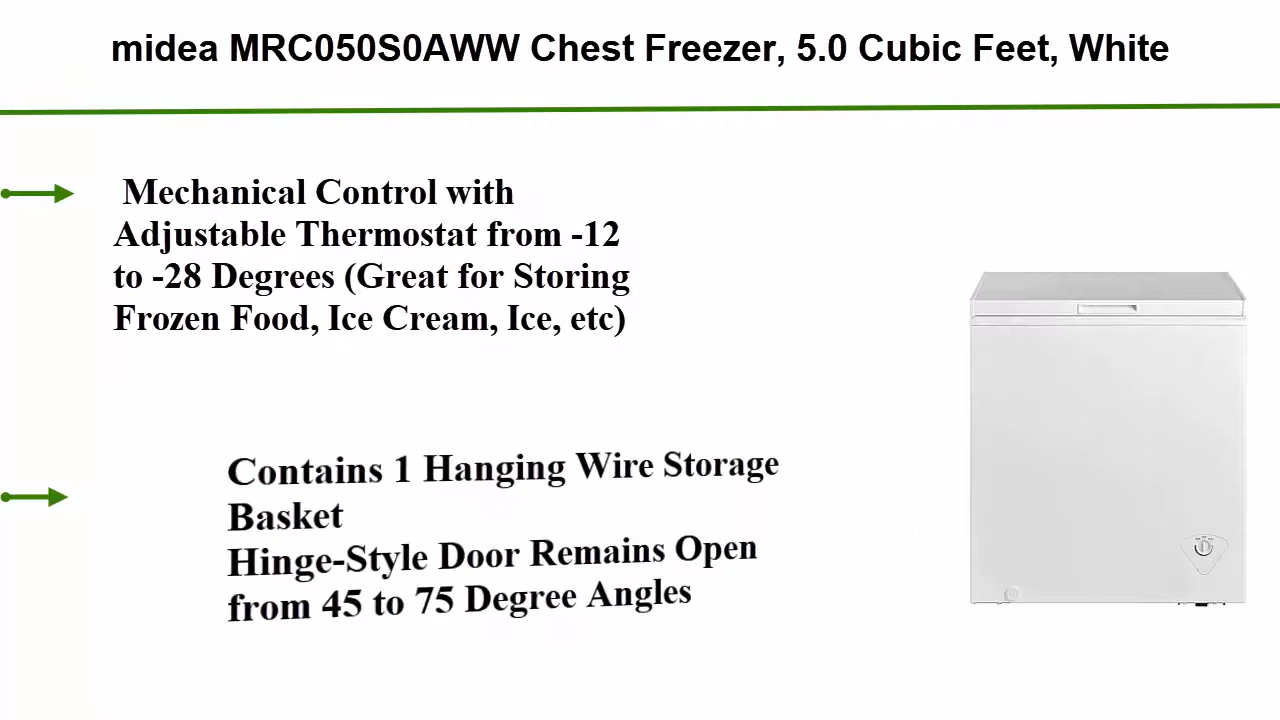 midea MRC050S0AWW Chest Freezer, 5.0 Cubic Feet, White
Mechanical Control with
Adjustable Thermostat from -12
to -28 Degrees (Great for Storing
Frozen Food, Ice Cream, Ice, etc)
Contains 1 Hanging Wire Storage
Basket
Hinge-Style Door Remains Open
from 45 to 75 Degree Angles